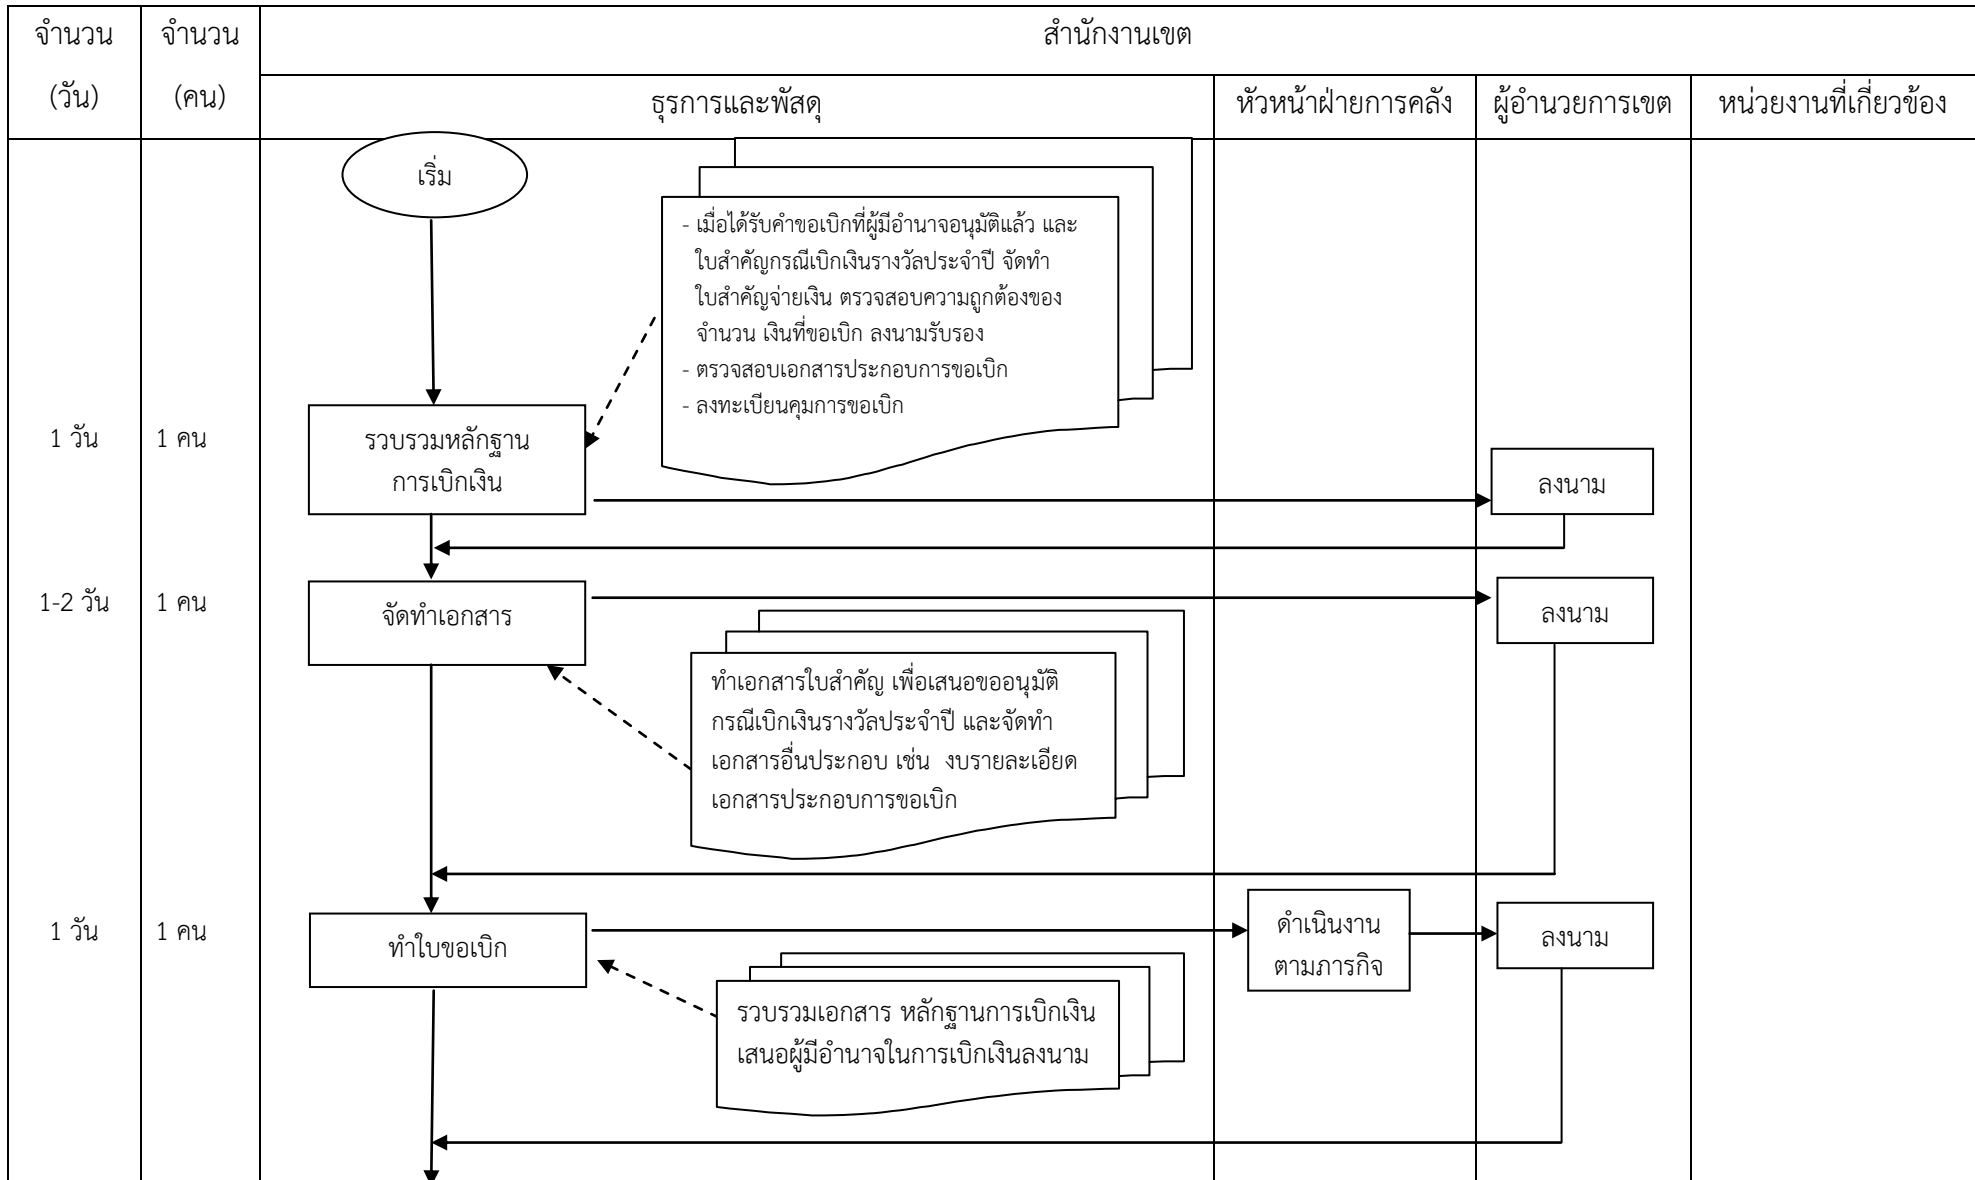 จำนวน
(วัน)
จำนวน
(คน)
สำนักงานเขต
ธุรการและพัสดุ
หัวหน้าฝ่ายการคลัง
ผู้อำนวยการเขต
หน่วยงานที่เกี่ยวข้อง
เริ่ม
- เมื่อได้รับคำขอเบิกที่ผู้มีอำนาจอนุมัติแล้ว และ
ใบสำคัญกรณีเบิกเงินรางวัลประจำปี จัดทำ
ใบสำคัญจ่ายเงิน ตรวจสอบความถูกต้องของ
จำนวน เงินที่ขอเบิก ลงนามรับรอง
- ตรวจสอบเอกสารประกอบการขอเบิก
- ลงทะเบียนคุมการขอเบิก
1 วัน
1 คน
รวบรวมหลักฐาน
การเบิกเงิน
ลงนาม
1-2 วัน
1 คน
จัดทำเอกสาร
ลงนาม
ทำเอกสารใบสำคัญ เพื่อเสนอขออนุมัติ
กรณีเบิกเงินรางวัลประจำปี และจัดทำ
เอกสารอื่นประกอบ เช่น งบรายละเอียด
เอกสารประกอบการขอเบิก
1 วัน
1 คน
ทำใบขอเบิก
ดำเนินงาน
ตามภารกิจ
ลงนาม
รวบรวมเอกสาร หลักฐานการเบิกเงิน
เสนอผู้มีอำนาจในการเบิกเงินลงนาม